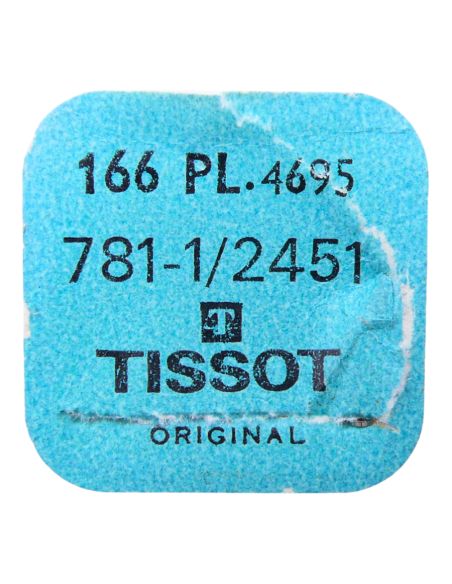 166 PL.4695
781-1/2451
T
TISSOT
ORIGINAL